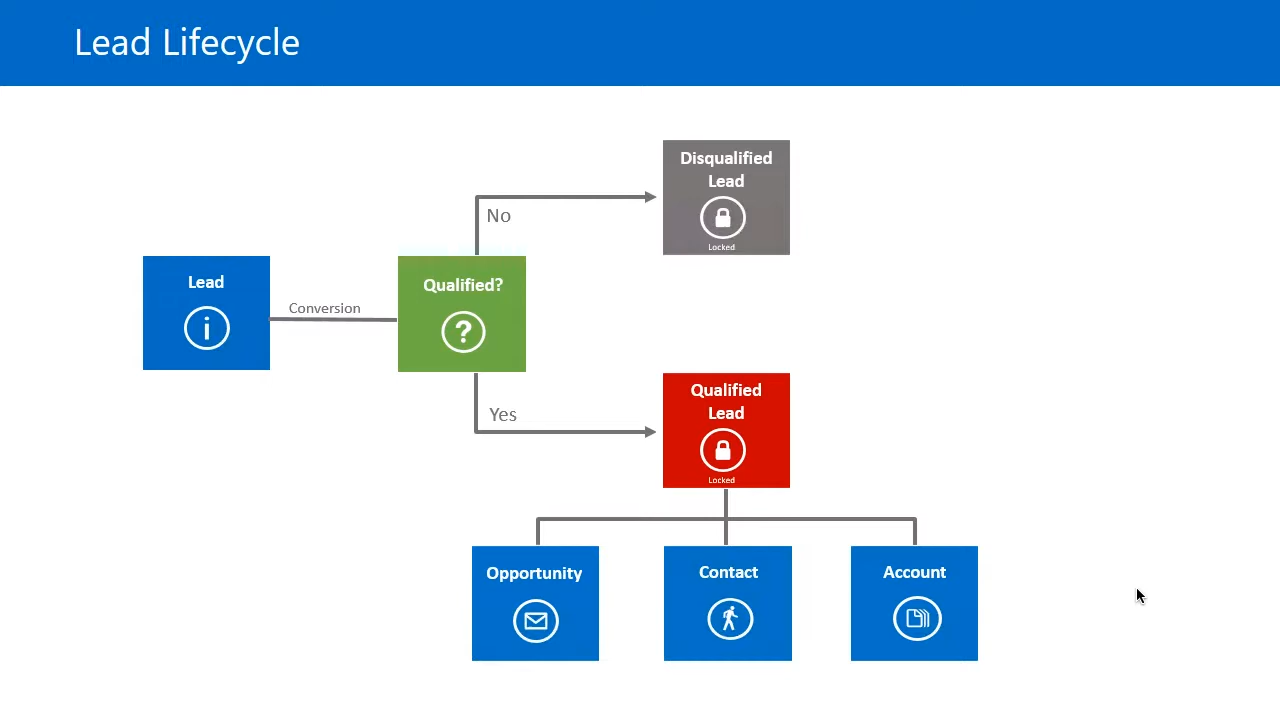 Lead Lifecycle
Disqualified
Lead
Locked
No
Lead
Conversion
Qualified?
?
Yes
Qualified
Lead
Locked
Opportunity
Contact
Account